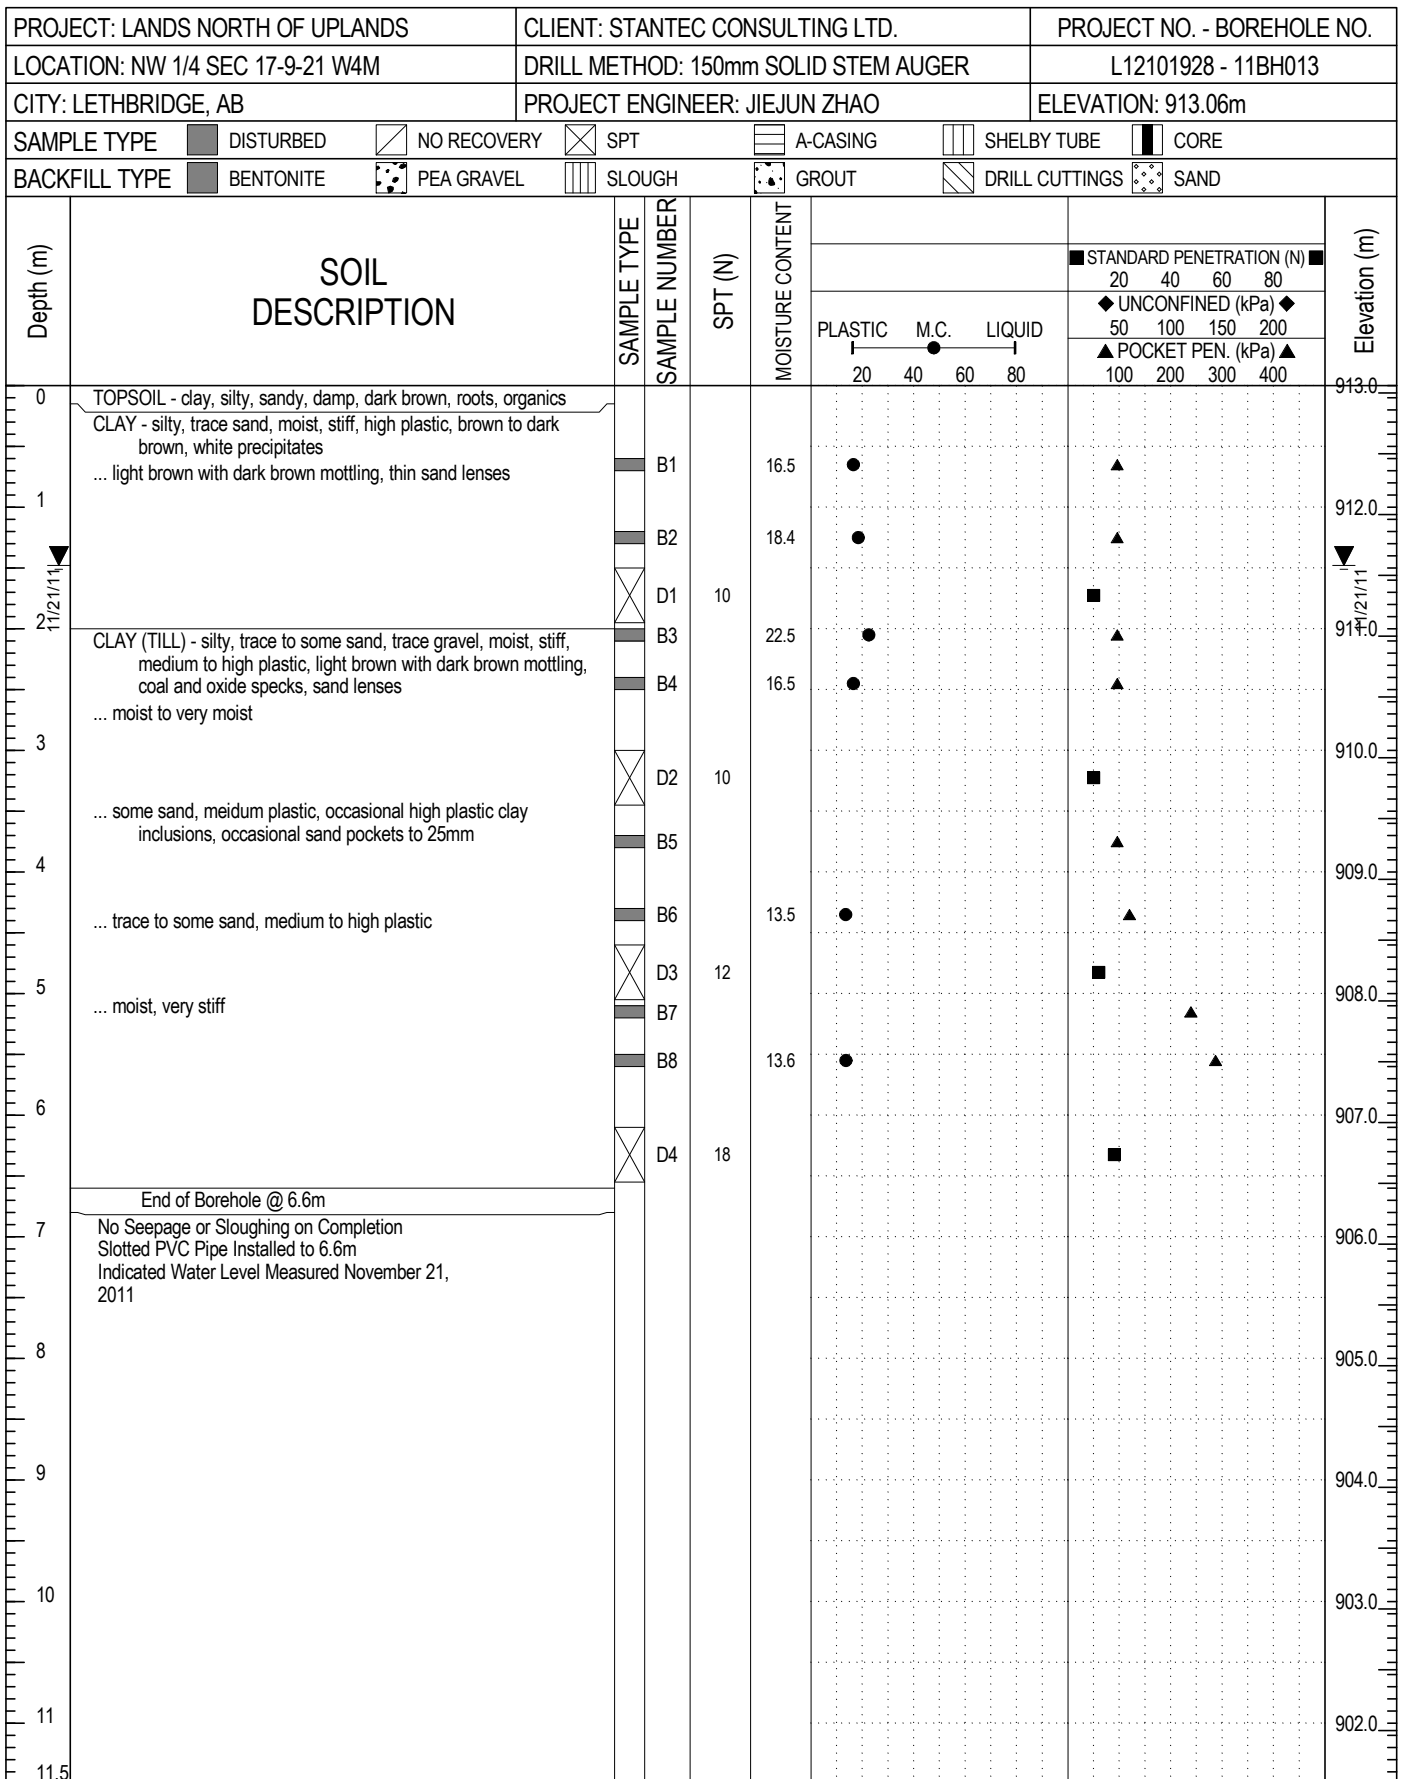 PROJECT: LANDS NORTH OF UPLANDS CLIENT: STANTEC CONSULTING LTD. PROJECT NO. - BOREHOLE NO.
LOCATION: NW 1/4 SEC 17-9-21 W4M DRILL METHOD: 150mm SOLID STEM AUGER L12101928 - 11BH013
CITY: LETHBRIDGE, AB PROJECT ENGINEER: JIEJUN ZHAO ELEVATION: 913.06m
SAMPLE TYPE DISTURBED NO RECOVERY SPT A-CASING SHELBY TUBE CORE
BACKFILL TYPE BENTONITE PEA GRAVEL SLOUGH GROUT DRILL CUTTINGS SAND
Depth (m)
SOIL
DESCRIPTION
SAMPLE TYPE
SAMPLE NUMBER
SPT (N)
MOISTURE CONTENT
PLASTIC M.C. LIQUID
20 40 60 80
STANDARD PENETRATION (N)
20 40 60 80
UNCONFINED (kPa)
50 100 150 200
POCKET PEN. (kPa)
100 200 300 400
Elevation (m)
0 913.0
TOPSOIL - clay, silty, sandy, damp, dark brown, roots, organics
CLAY - silty, trace sand, moist, stiff, high plastic, brown to dark
brown, white precipitates
... light brown with dark brown mottling, thin sand lenses
B1 16.5
1 912.0
B2 18.4
11/21/11 11/21/11
D1 10
2 911.0
CLAY (TILL) - silty, trace to some sand, trace gravel, moist, stiff,
medium to high plastic, light brown with dark brown mottling,
coal and oxide specks, sand lenses
B3 22.5
B4 16.5
... moist to very moist
3 910.0
D2 10
... some sand, meidum plastic, occasional high plastic clay
inclusions, occasional sand pockets to 25mm
B5
4 909.0
... trace to some sand, medium to high plastic
B6 13.5
D3 12
5 908.0
... moist, very stiff
B7
B8 13.6
6 907.0
D4 18
End of Borehole @ 6.6m
7 906.0
No Seepage or Sloughing on Completion
Slotted PVC Pipe Installed to 6.6m
Indicated Water Level Measured November 21,
2011
8 905.0
9 904.0
10 903.0
11 902.0
11.5